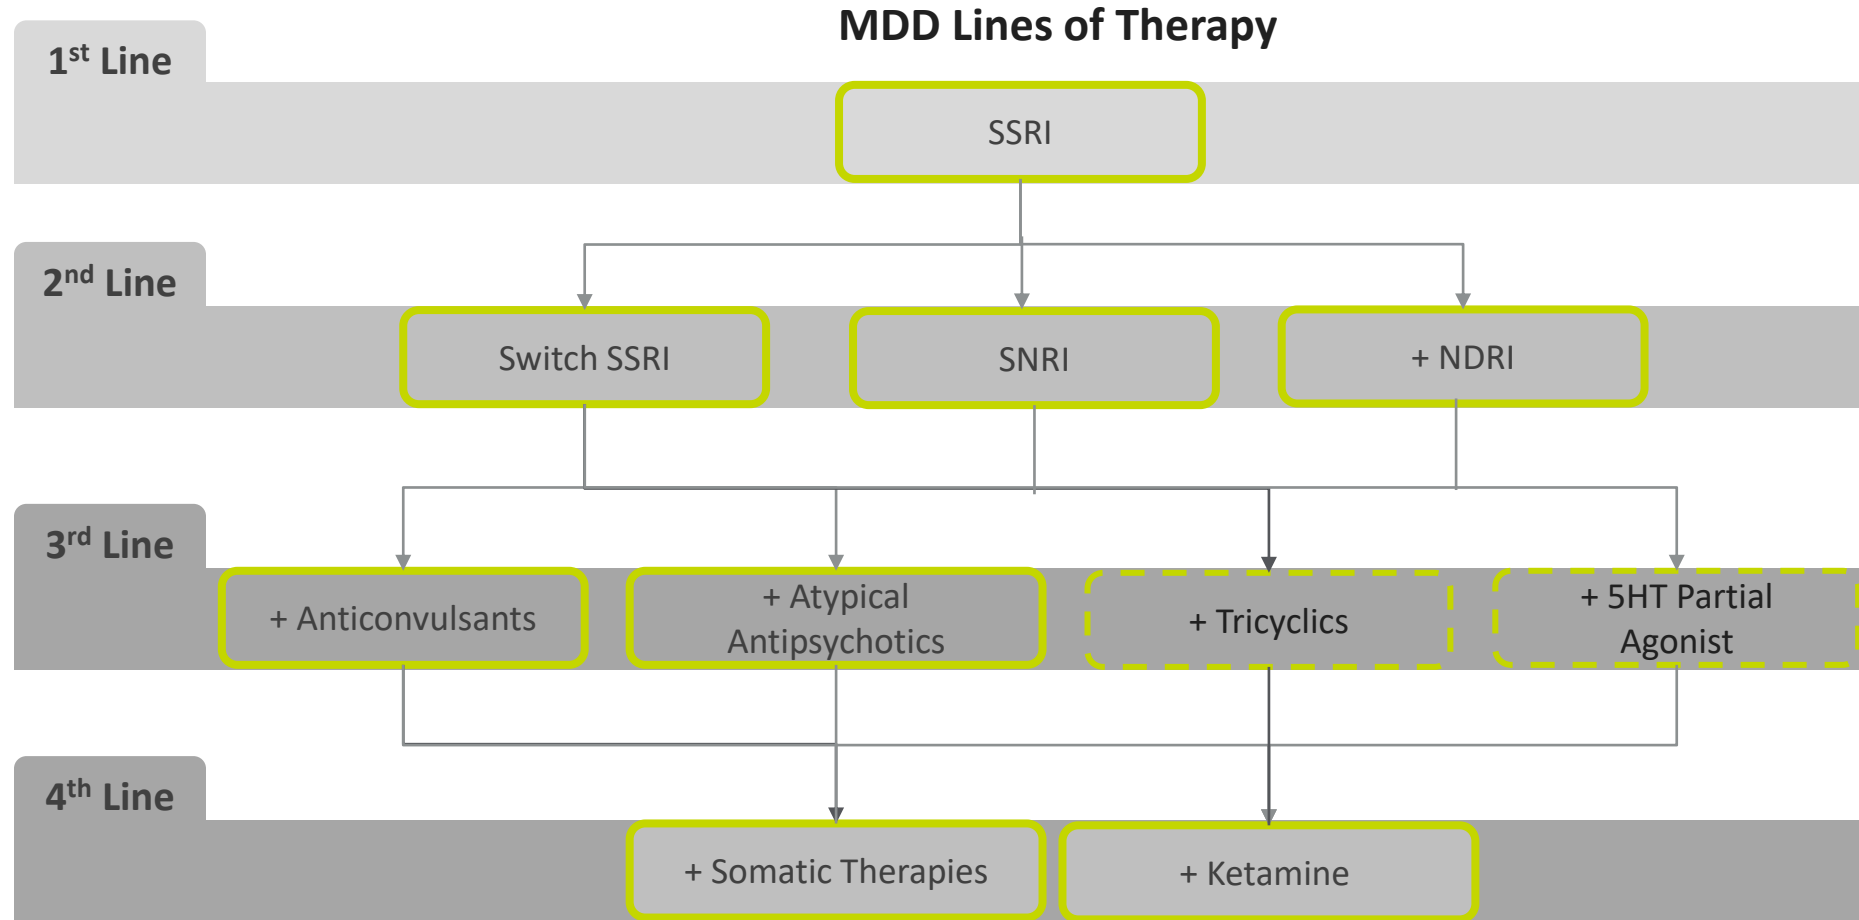 MDD Lines of Therapy
1st Line
SSRI
2nd Line
Switch SSRI
SNRI
+ NDRI
3rd Line
+ Anticonvulsants
+ Atypical
Antipsychotics
+ Tricyclics
+ 5HT Partial
Agonist
4th Line
+ Somatic Therapies
+ Ketamine